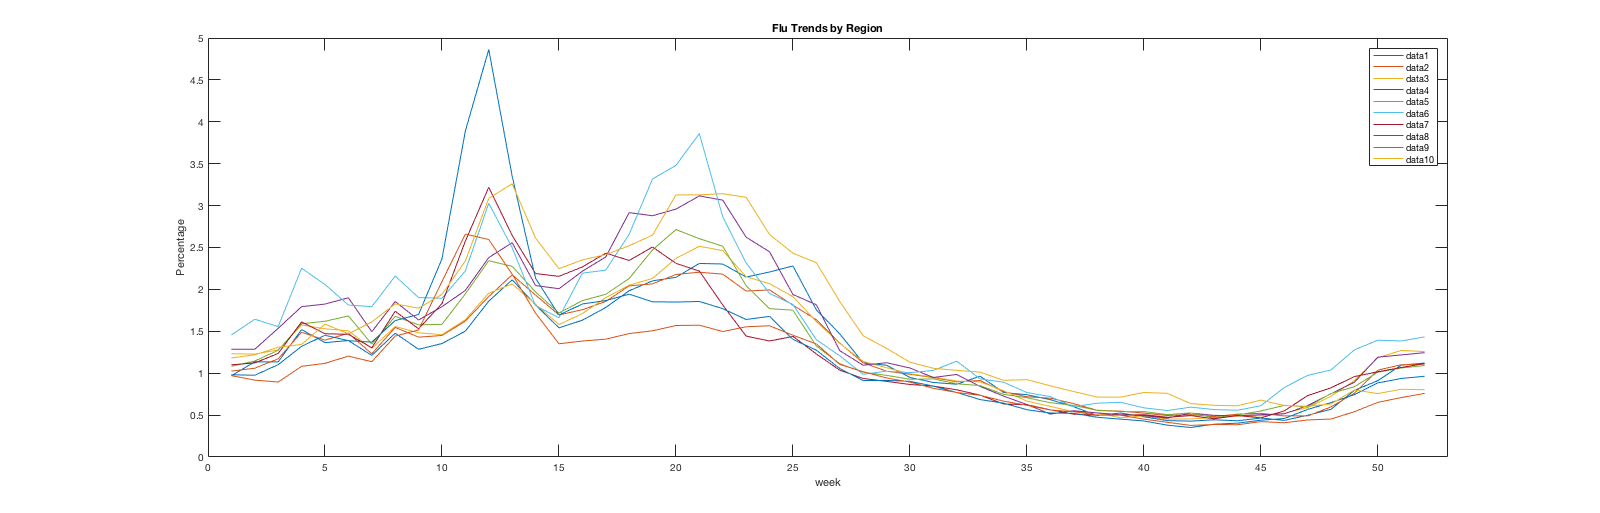 Flu Trends by Region
5
4.5
4
3.5
3
2.5
2
1.5
1
0.5
0
Percentage
data1
data2
data3
data4
data5
data6
data7
data8
data9
data10
0 5 10 15 20 25 30 35 40 45 50
week